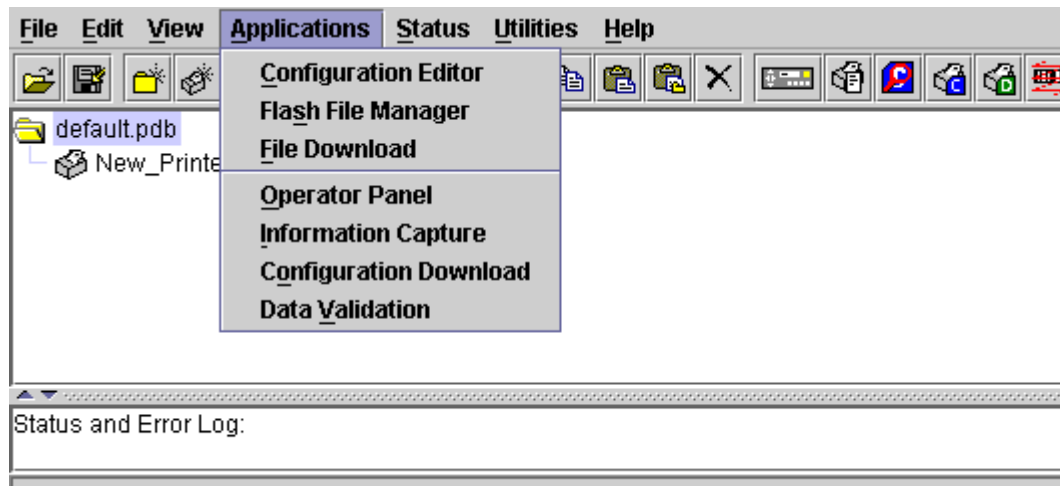 File Edit View Applications Status Utilities Help
Configuration Editor
Flash File Manager
File Download
Operator Panel
Information Capture
Configuration Download
Data Validation
default.pdb
New_Printe
Status and Error Log: